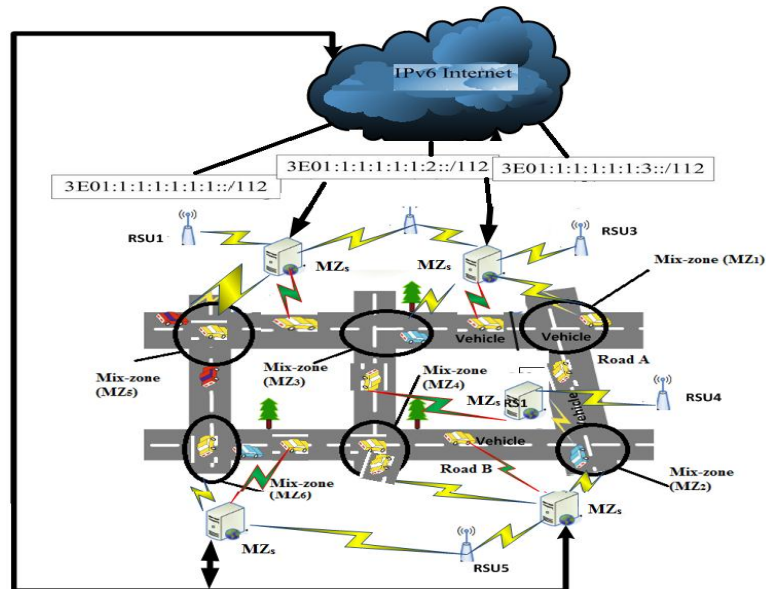 IPv6 Internet
3E01:1:1:1:1:1:1:2::/112
3E01:1:1:1:1:1:1:3::/112
3E01:1:1:1:1:1:1:1::/112
RSU1
RSU3
MZs
MZs
Mix-zone (MZ1)
Vehicle
Vehicle
Road A
Mix-zone
(MZ5)
Mix-zone
(MZ3)
Mix-zone
(MZ4)
MZs
RS1
RSU4
Vehicle
Vehicle
Road B
Mix-zone
(MZ2)
Mix-zone
(MZ6)
MZs
MZs
RSU5